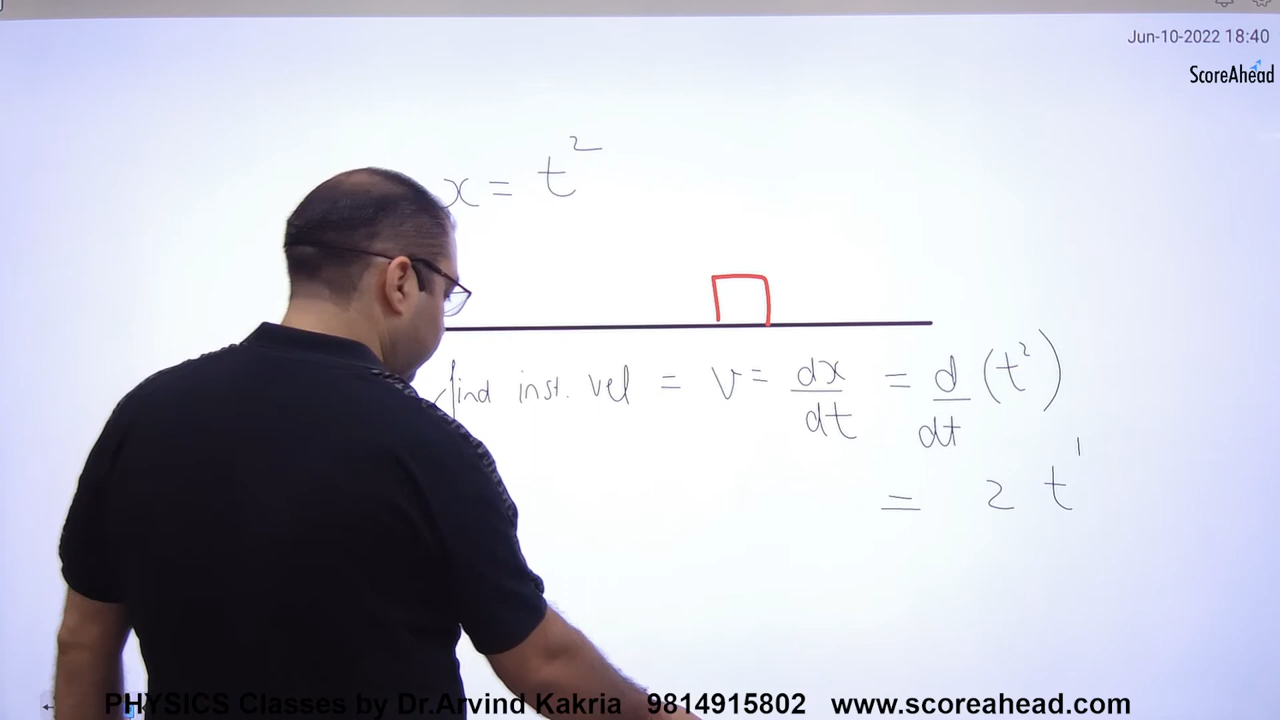 Jun-10-2022 18:40
ScoreAhead
x = t²
find inst. vel = v = dx/dt = d/dt (t²)
= 2 t¹
PHYSICS Classes by Dr.Arvind Kakria 9814915802 www.scoreahead.com